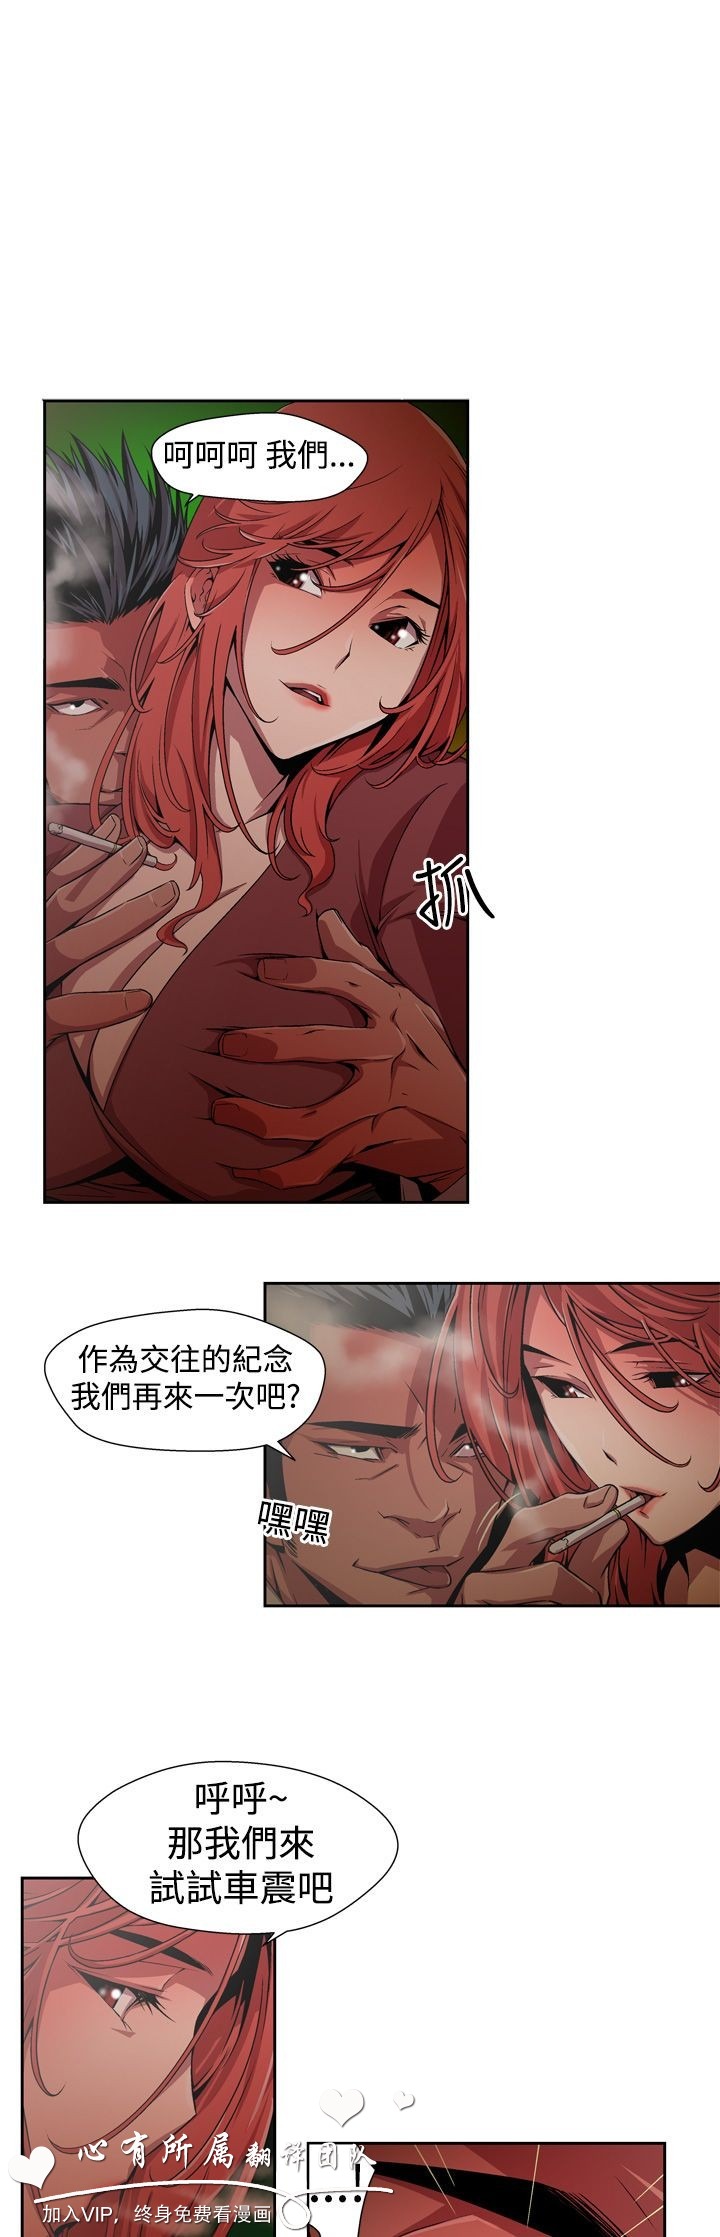 呵呵呵 我們...
抓
作為交往的紀念
我們再來一次吧?
嘿嘿
呼呼~
那我們來
試試車震吧
心有所属翻译团队
加入VIP，终身免费看漫画
......